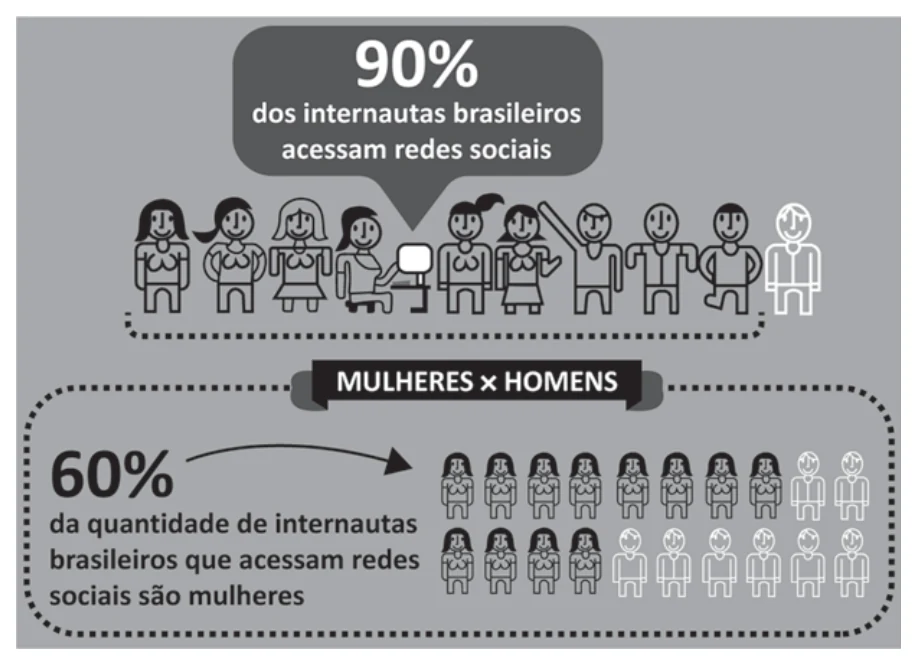 90%
dos internautas brasileiros
acessam redes sociais
MULHERES × HOMENS
60%
da quantidade de internautas
brasileiros que acessam redes
sociais são mulheres